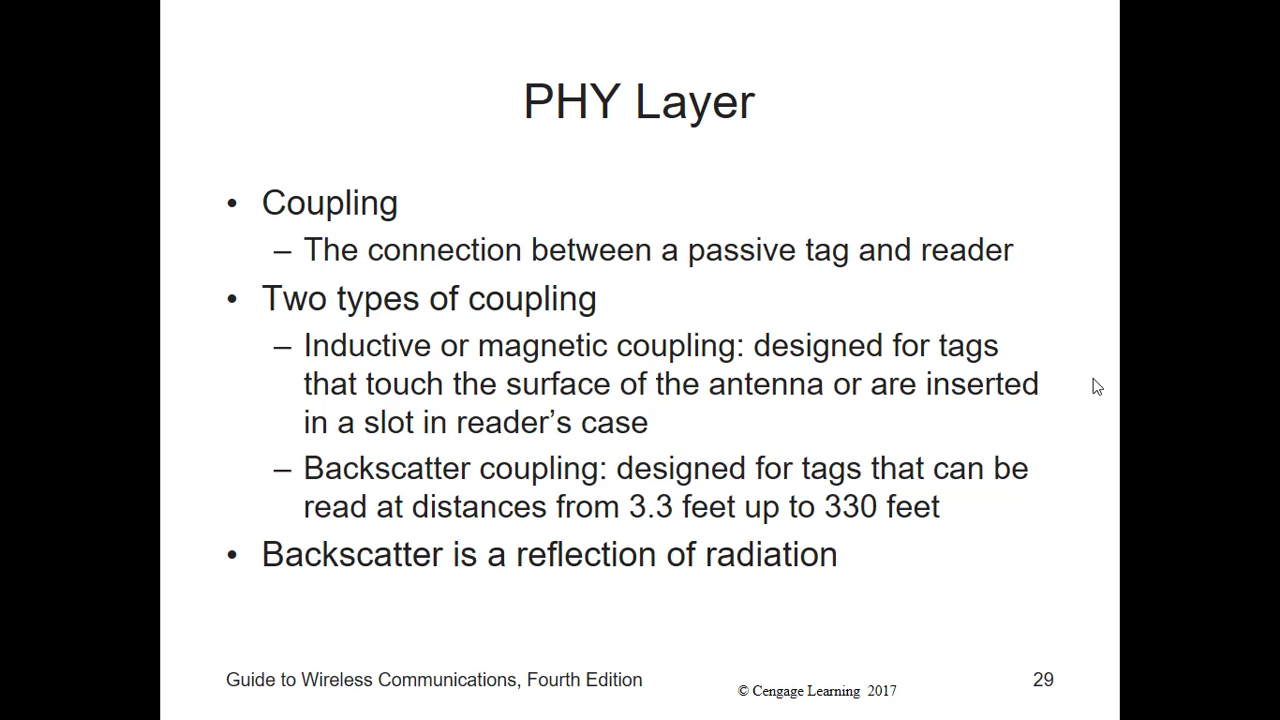 PHY Layer
• Coupling
– The connection between a passive tag and reader
• Two types of coupling
– Inductive or magnetic coupling: designed for tags
that touch the surface of the antenna or are inserted
in a slot in reader’s case
– Backscatter coupling: designed for tags that can be
read at distances from 3.3 feet up to 330 feet
• Backscatter is a reflection of radiation
Guide to Wireless Communications, Fourth Edition
© Cengage Learning 2017
29